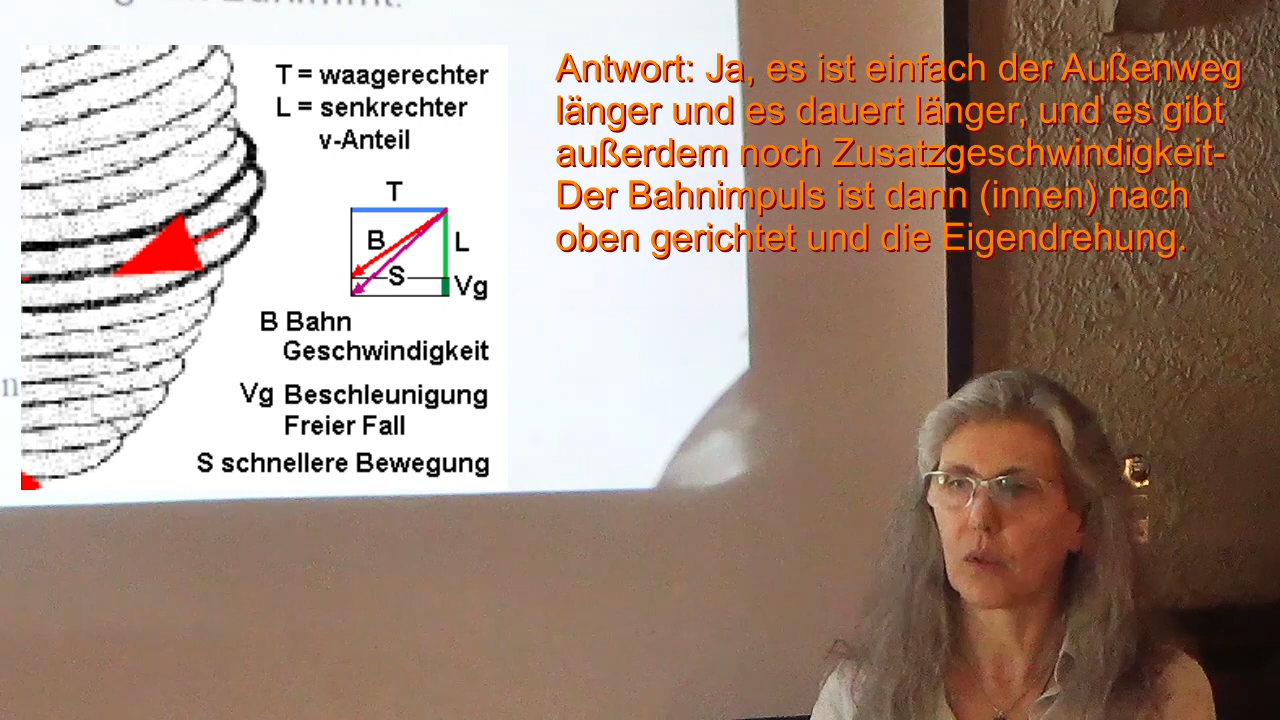 T = waagerechter
L = senkrechter
v-Anteil
T
B
L
S
Vg
B Bahn
Geschwindigkeit
Vg Beschleunigung
Freier Fall
S schnellere Bewegung
Antwort: Ja, es ist einfach der Außenweg
länger und es dauert länger, und es gibt
außerdem noch Zusatzgeschwindigkeit-
Der Bahnimpuls ist dann (innen) nach
oben gerichtet und die Eigendrehung.